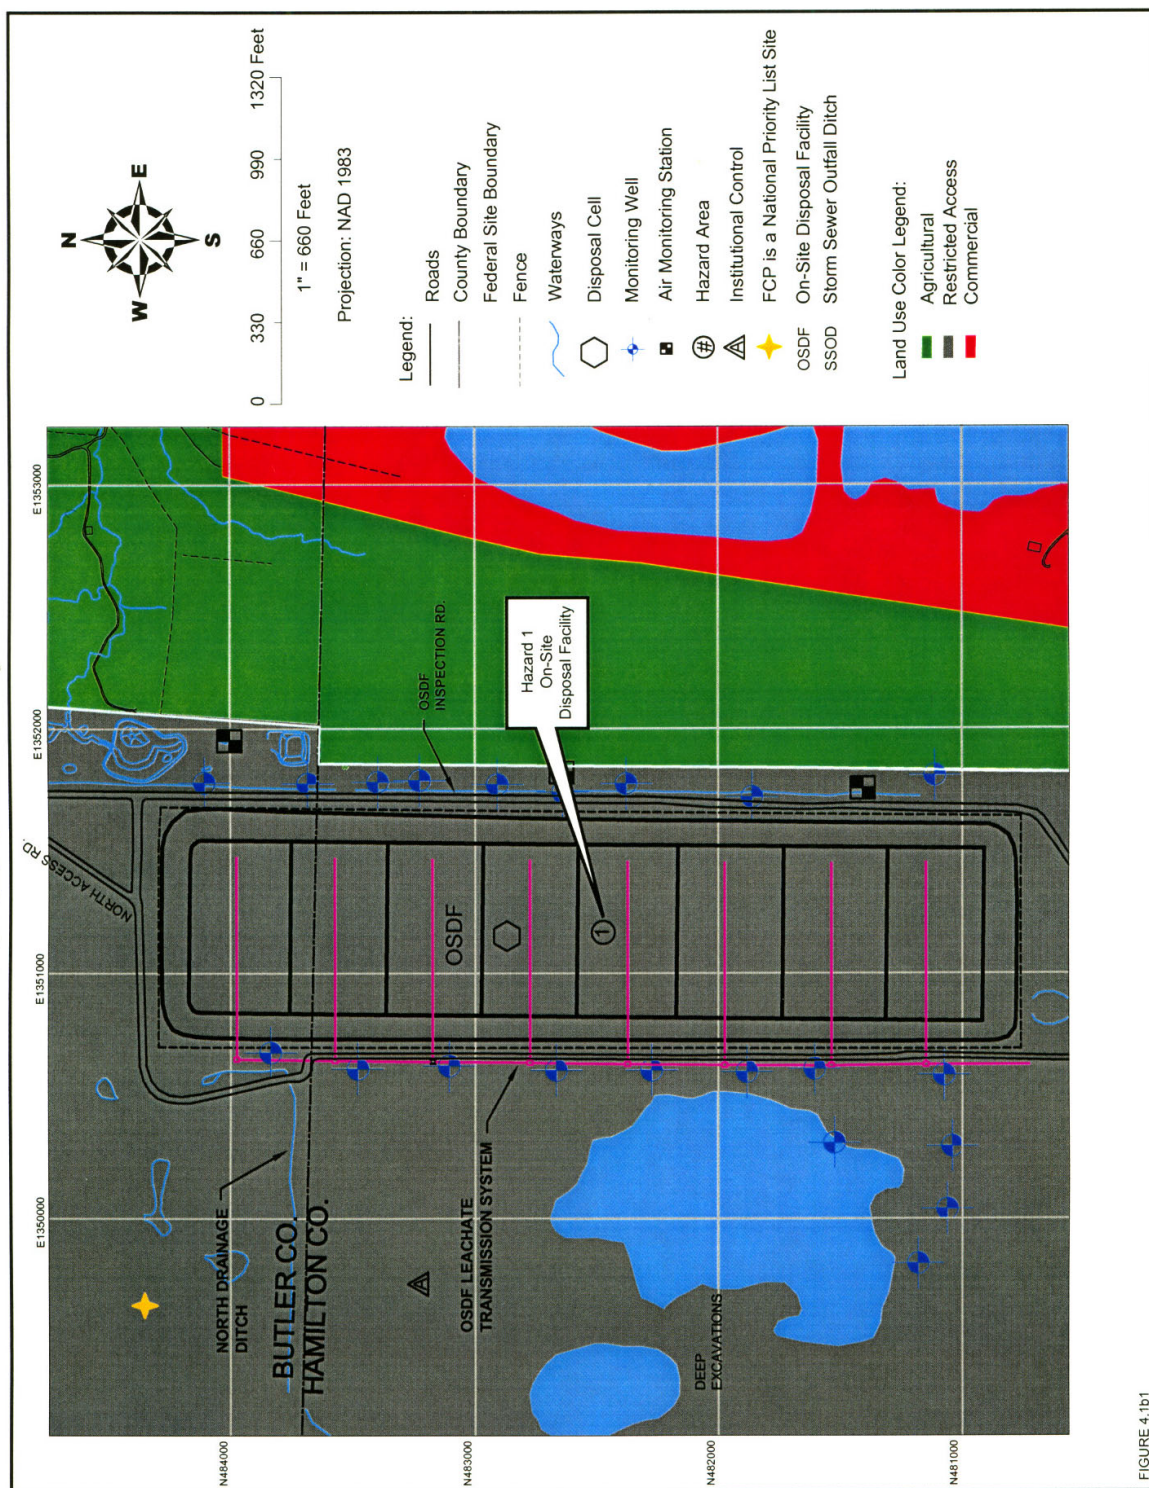 N
W
E
S
0
330
660
990
1320 Feet
1" = 660 Feet
Projection: NAD 1983
Legend:
Roads
County Boundary
Federal Site Boundary
Fence
Waterways
Disposal Cell
Monitoring Well
Air Monitoring Station
# Hazard Area
A Institutional Control
FCP is a National Priority List Site
OSDF On-Site Disposal Facility
SSOD Storm Sewer Outfall Ditch
Land Use Color Legend:
Agricultural
Restricted Access
Commercial
E1350000
E1351000
E1352000
E1353000
N484000
N483000
N482000
N481000
NORTH ACCESS RD.
OSDF
INSPECTION RD.
Hazard 1
On-Site
Disposal Facility
OSDF
1
NORTH DRAINAGE
DITCH
BUTLER CO.
HAMILTON CO.
A
OSDF LEACHATE
TRANSMISSION SYSTEM
DEEP
EXCAVATIONS
FIGURE 4.1b1